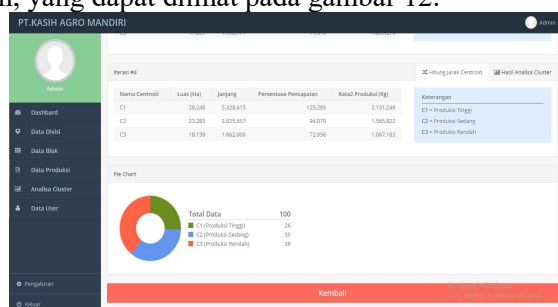 n, yang dapat dilihat pada gambar 12.
PT.KASIH AGRO MANDIRI
Admin
Admin
Dashbard
Data Divisi
Data Blok
Data Produksi
Analisa Cluster
Data User
Pengaturan
Keluar
Iterasi #4
Hitung Jarak Centroid
Hasil Analisa Cluster
Nama Centroid Luas (Ha) Janjang Persentase Pencapaian Rata2 Produksi (Kg)
C1 28,248 5.328,615 125,295 2.131,249
C2 23,283 3.025,657 94,079 1.565,822
C3 18,139 1.662,000 72,956 1.067,163
Keterangan
C1 = Produksi Tinggi
C2 = Produksi Sedang
C3 = Produksi Rendah
Pie Chart
Total Data 100
C1 (Produksi Tinggi) 26
C2 (Produksi Sedang) 35
C3 (Produksi Rendah) 39
Kembali